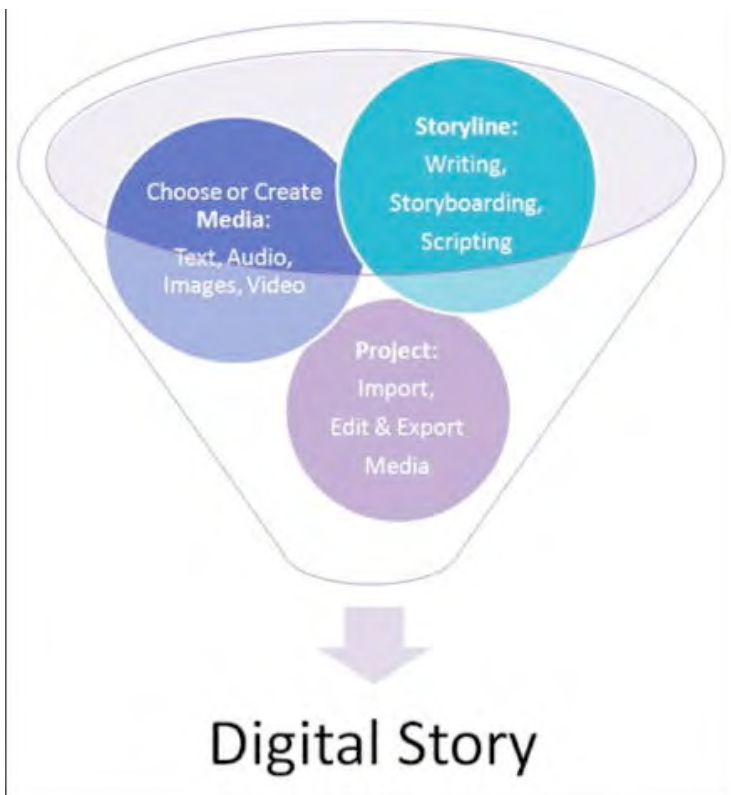 Storyline:
Writing,
Storyboarding,
Scripting
Choose or Create
Media:
Text, Audio,
Images, Video
Project:
Import,
Edit & Export
Media
Digital Story